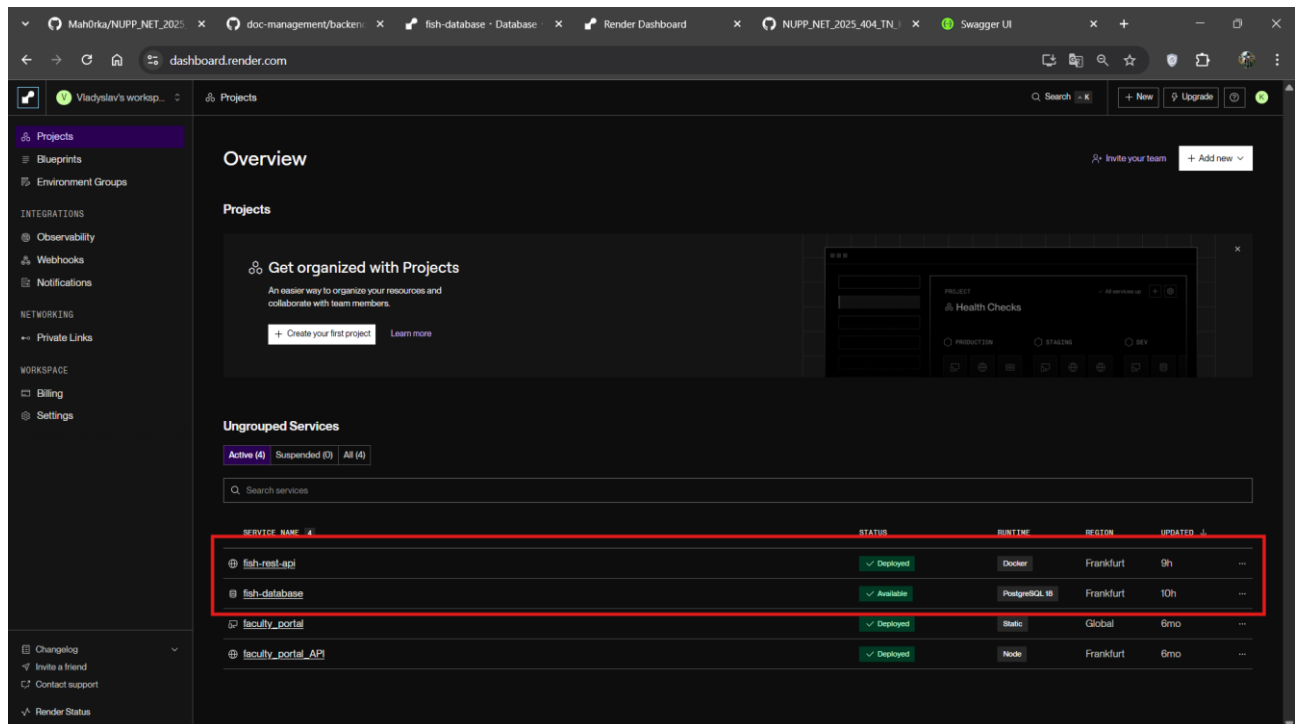 Mah0rka/NUPP_NET_2025_
doc-management/backend
fish-database · Database ·
Render Dashboard
NUPP_NET_2025_404_TN_
Swagger UI
dashboard.render.com
V Vladyslav's worksp...
Projects
Search
K
+ New
Upgrade
K
Projects
Blueprints
Environment Groups
INTEGRATIONS
Observability
Webhooks
Notifications
NETWORKING
Private Links
WORKSPACE
Billing
Settings
Changelog
Invite a friend
Contact support
Render Status
Overview
Invite your team
+ Add new
Projects
Get organized with Projects
An easier way to organize your resources and
collaborate with team members.
+ Create your first project
Learn more
PROJECT
All services up
Health Checks
PRODUCTION
STAGING
DEV
Ungrouped Services
Active (4) Suspended (0) All (4)
Search services
SERVICE NAME 4 STATUS RUNTIME REGION UPDATED
fish-rest-api Deployed Docker Frankfurt 9h
fish-database Available PostgreSQL 18 Frankfurt 10h
faculty_portal Deployed Static Global 6mo
faculty_portal_API Deployed Node Frankfurt 6mo